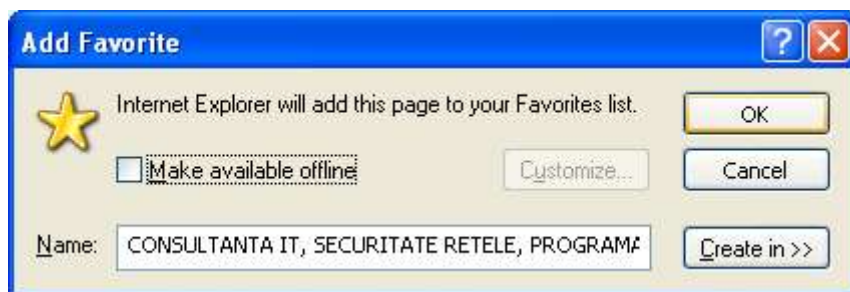 Add Favorite
Internet Explorer will add this page to your Favorites list.
OK
Make available offline
Customize...
Cancel
Name:
CONSULTANTA IT, SECURITATE RETELE, PROGRAMA
Create in >>